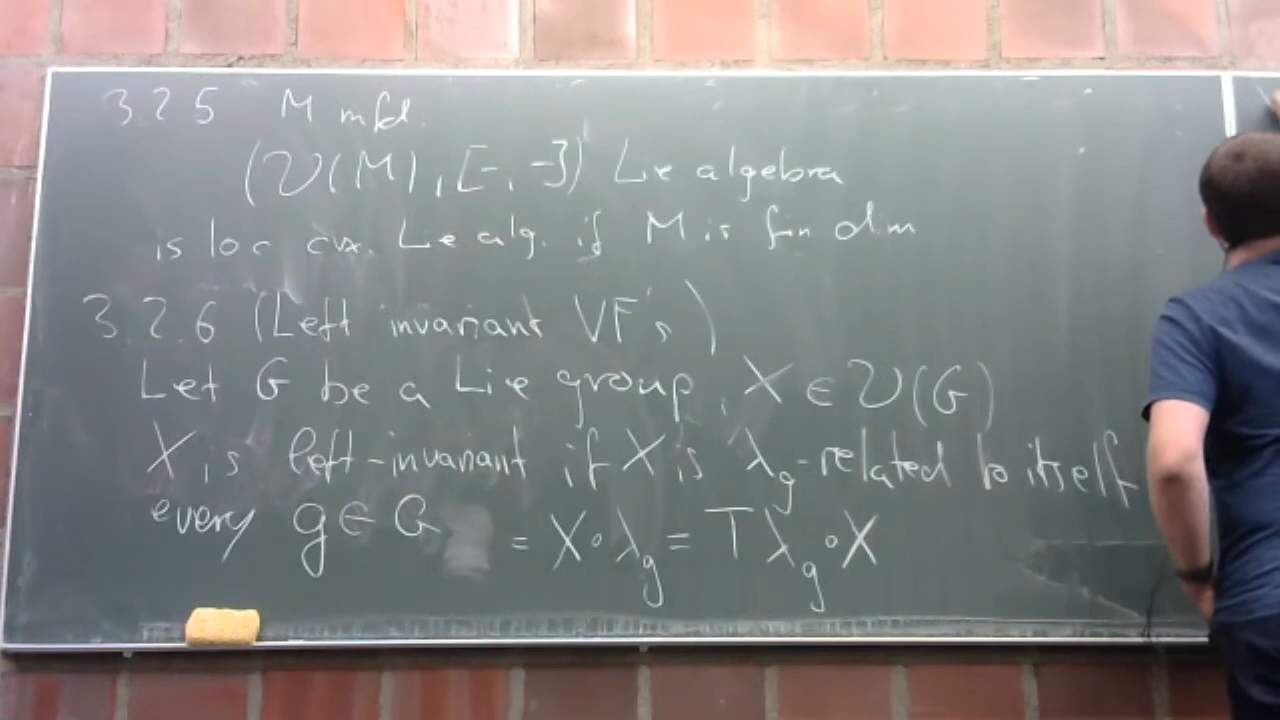 3.2.5 M mfd.
(V(M), [-,-]) Lie algebra
is loc cvx. Lie alg. if M is fin dim
3.2.6 (Left invariant VF's)
Let G be a Lie group, X ∈ V(G)
X is left-invariant if X is λ_g-related to itself
every g ∈ G = X∘λ_g = Tλ_g∘X